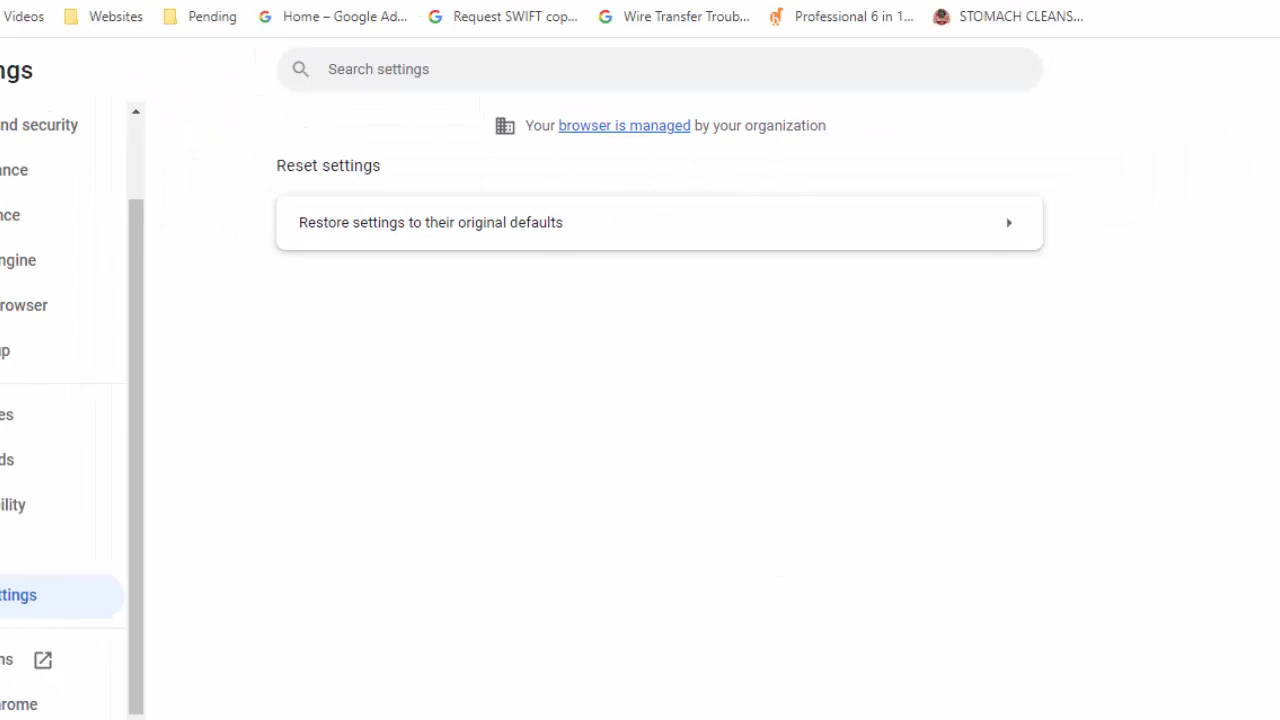 Videos Websites Pending Home – Google Ad... Request SWIFT cop... Wire Transfer Troub... Professional 6 in 1... STOMACH CLEANS...
ngs
Search settings
nd security
Your browser is managed by your organization
Reset settings
ance
nce
Restore settings to their original defaults
ngine
rowser
up
es
ds
ility
ttings
ns
rome